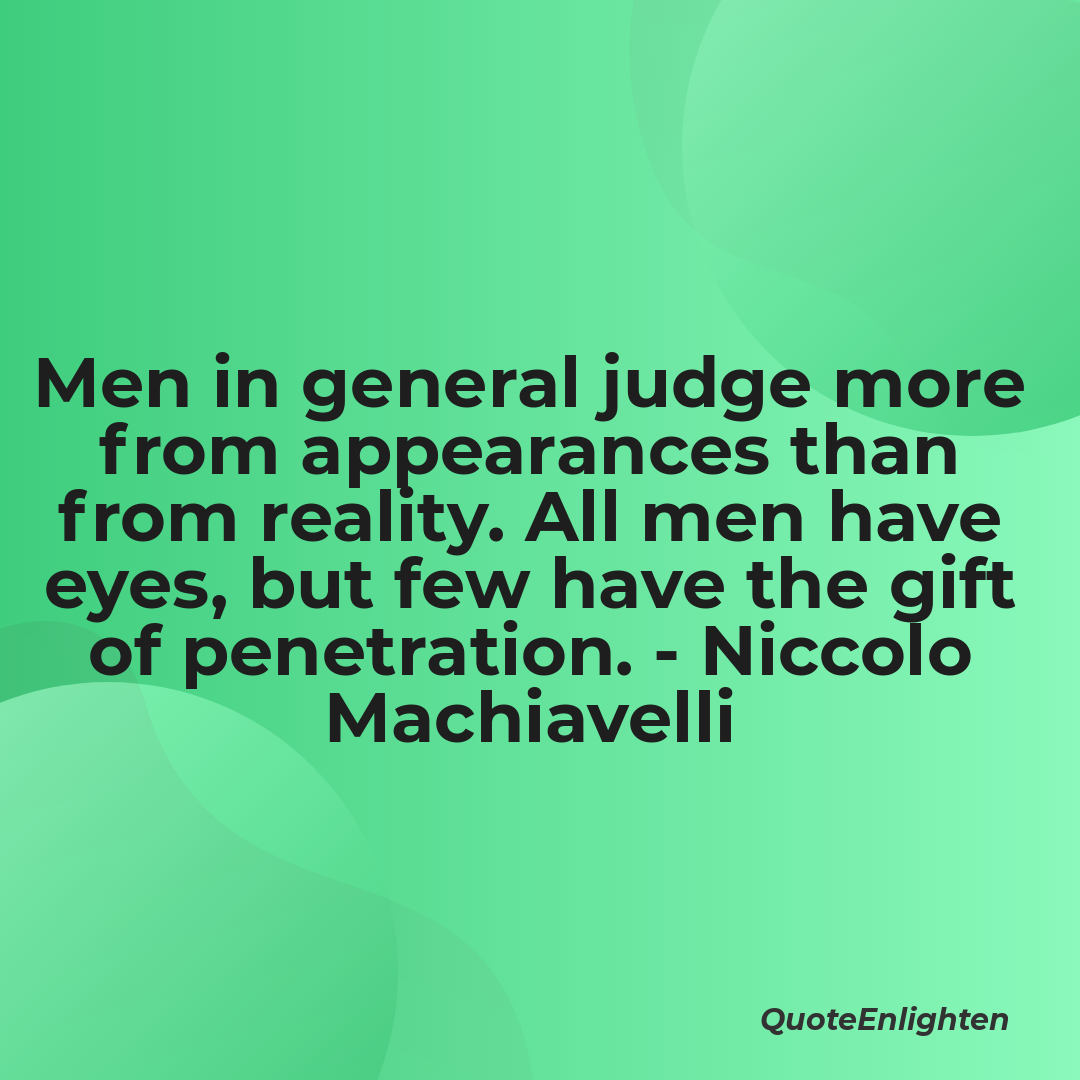 Men in general judge more
from appearances than
from reality. All men have
eyes, but few have the gift
of penetration. - Niccolo
Machiavelli
QuoteEnlighten